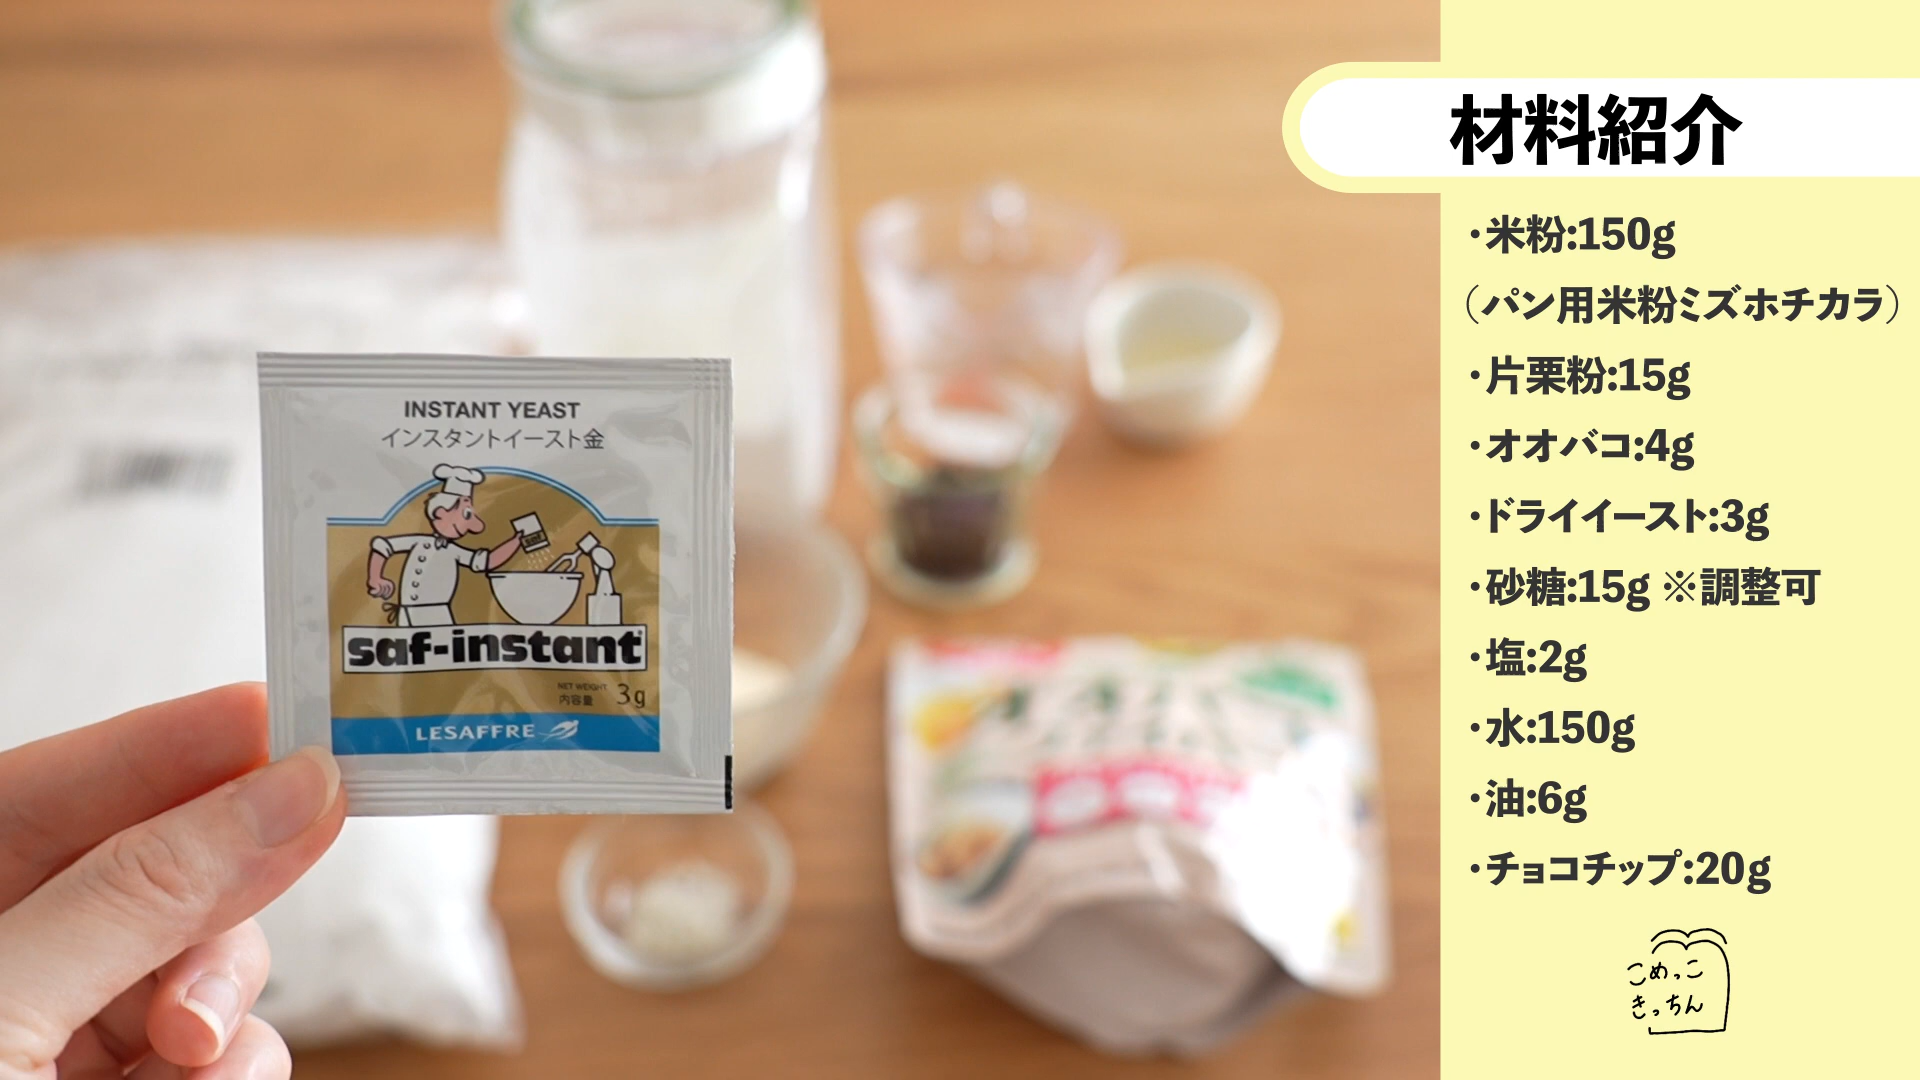 材料紹介
・米粉:150g
（パン用米粉ミズホチカラ）
・片栗粉:15g
・オオバコ:4g
・ドライイースト:3g
・砂糖:15g ※調整可
・塩:2g
・水:150g
・油:6g
・チョコチップ:20g
こめっこ
きっちん
INSTANT YEAST
インスタントイースト金
saf
saf-instant
NET WEIGHT
内容量 3g
LESAFFRE